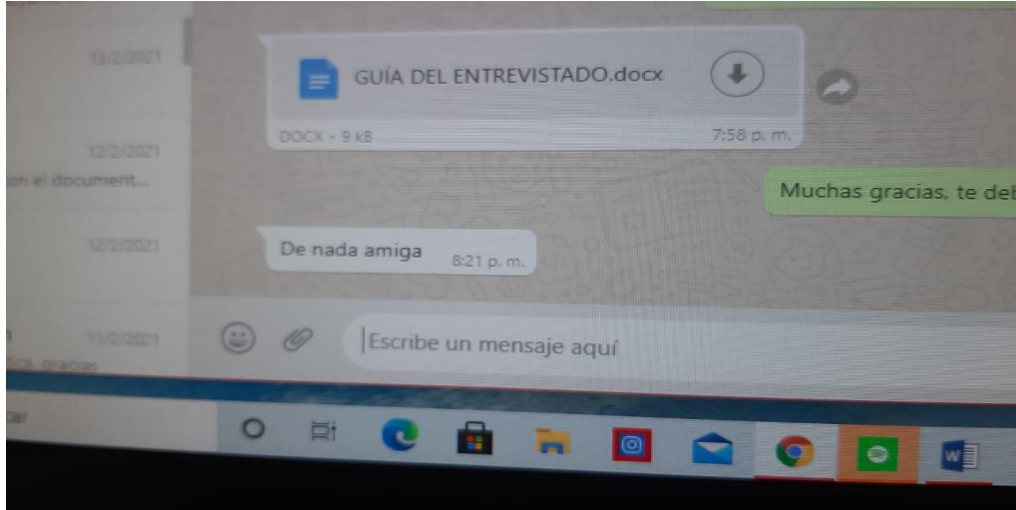 13/2/2021
GUÍA DEL ENTREVISTADO.docx
DOCX • 9 kB
7:58 p. m.
12/2/2021
on el document...
Muchas gracias, te deb
12/2/2021
De nada amiga
8:21 p. m.
11/2/2021
gracias
Escribe un mensaje aquí
W